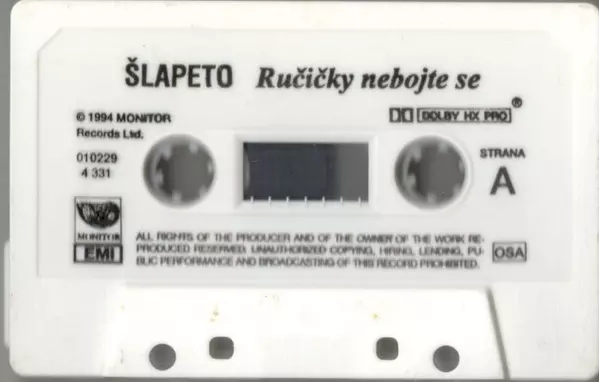 ŠLAPETO Ručičky nebojte se
© 1994 MONITOR
Records Ltd.
DOLBY HX PRO ®
010229
4 331
STRANA
A
MONITOR
EMI
ALL RIGHTS OF THE PRODUCER AND OF THE OWNER OF THE WORK RE-
PRODUCED RESERVED. UNAUTHORIZED COPYING, HIRING, LENDING, PU-
BLIC PERFORMANCE AND BROADCASTING OF THIS RECORD PROHIBITED.
OSA